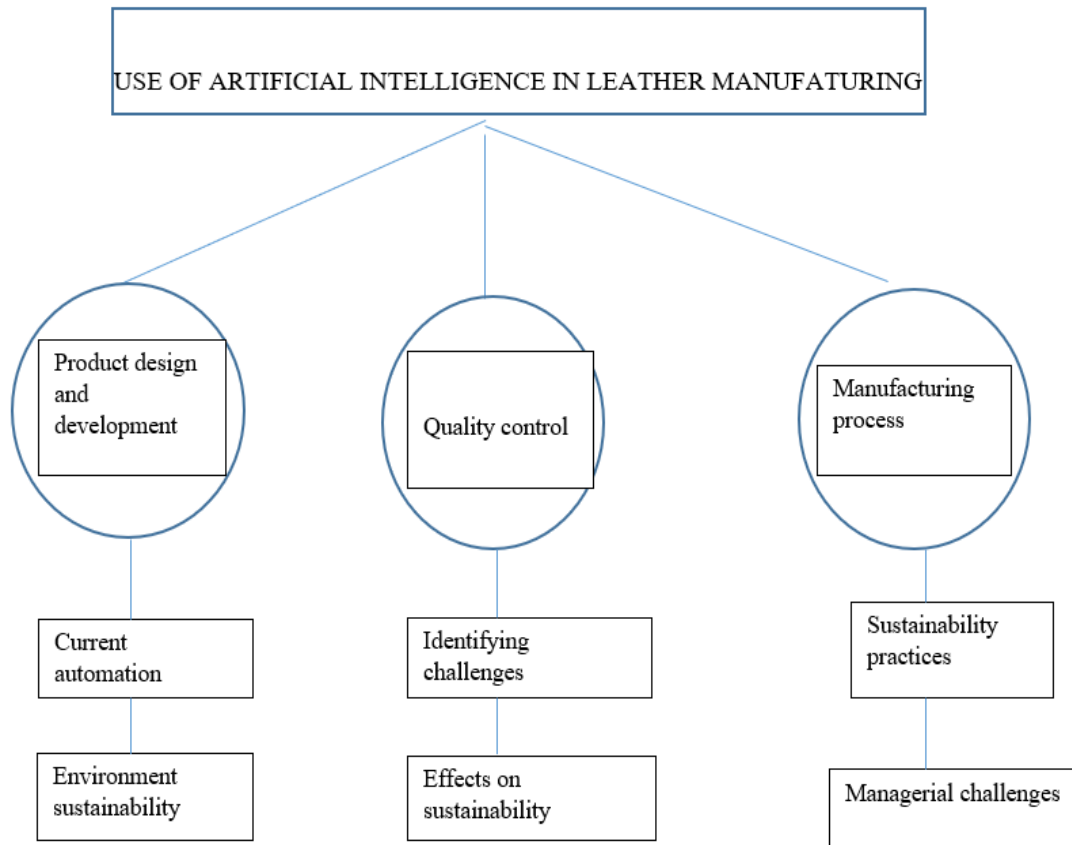 USE OF ARTIFICIAL INTELLIGENCE IN LEATHER MANUFATURING
Product design
and
development
Quality control
Manufacturing
process
Current
automation
Identifying
challenges
Sustainability
practices
Environment
sustainability
Effects on
sustainability
Managerial challenges